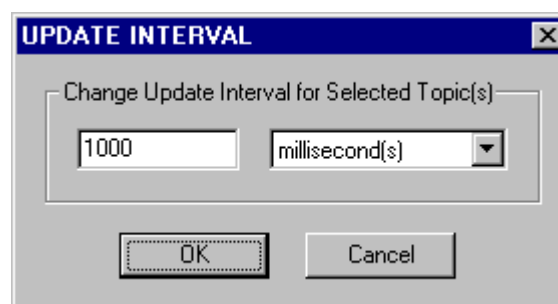 UPDATE INTERVAL
Change Update Interval for Selected Topic(s)
1000 millisecond(s)
OK Cancel